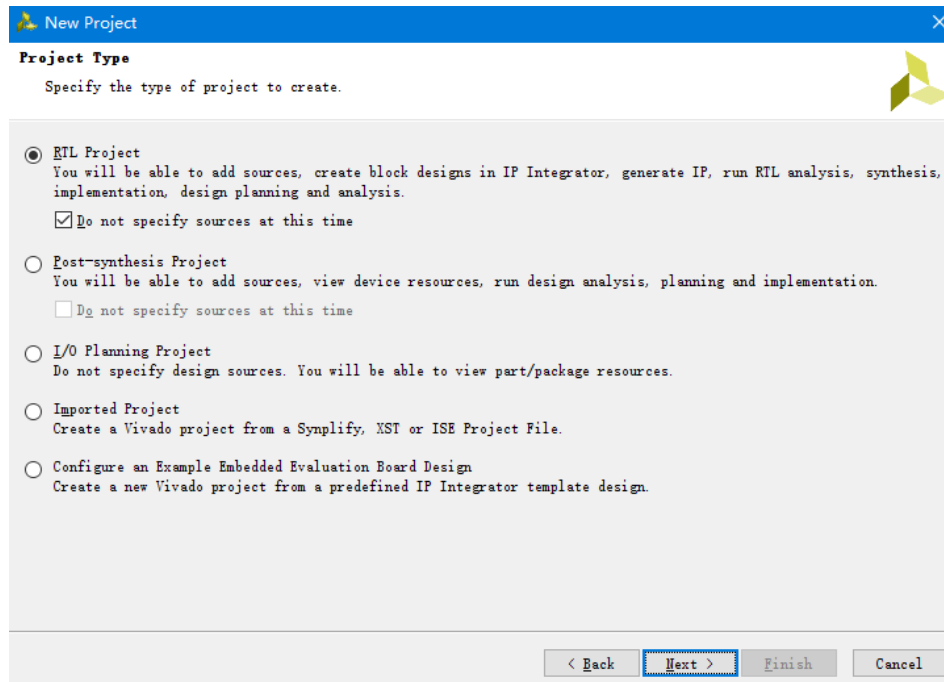 New Project
Project Type
Specify the type of project to create.
RTL Project
You will be able to add sources, create block designs in IP Integrator, generate IP, run RTL analysis, synthesis,
implementation, design planning and analysis.
Do not specify sources at this time
Post-synthesis Project
You will be able to add sources, view device resources, run design analysis, planning and implementation.
Do not specify sources at this time
I/O Planning Project
Do not specify design sources. You will be able to view part/package resources.
Imported Project
Create a Vivado project from a Synplify, XST or ISE Project File.
Configure an Example Embedded Evaluation Board Design
Create a new Vivado project from a predefined IP Integrator template design.
< Back Next > Finish Cancel